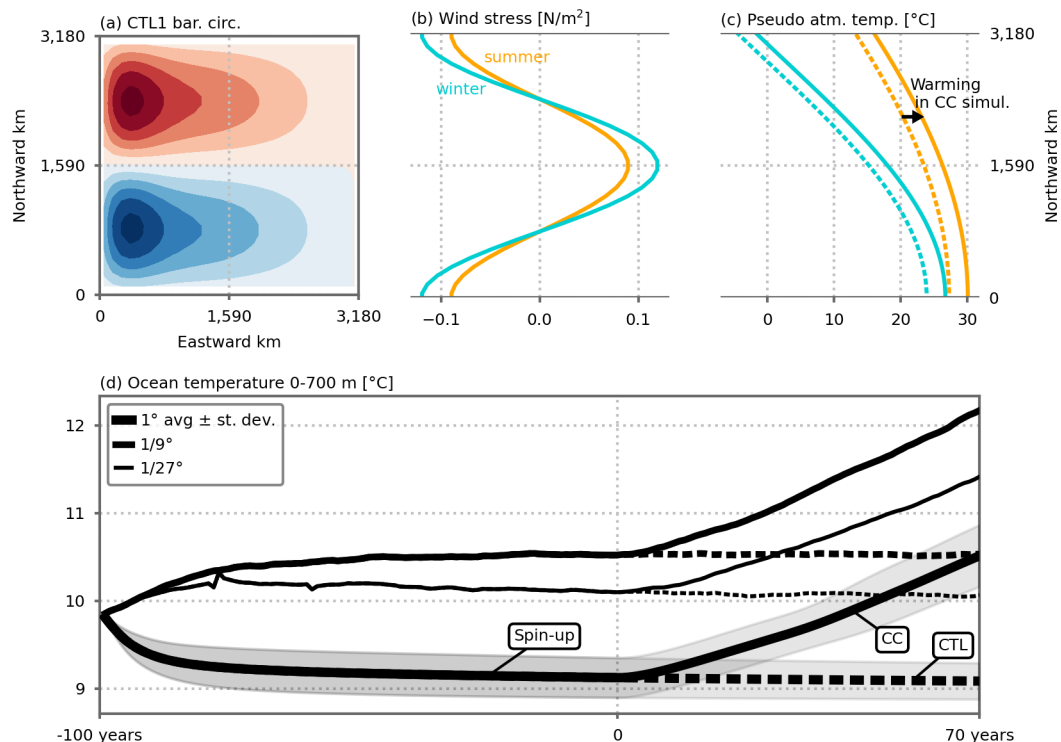 (a) CTL1 bar. circ.
3,180
1,590
0
Northward km
0
1,590
3,180
Eastward km
(b) Wind stress [N/m²]
summer
winter
−0.1
0.0
0.1
(c) Pseudo atm. temp. [°C]
Warming
in CC simul.
3,180
1,590
0
Northward km
0
10
20
30
(d) Ocean temperature 0-700 m [°C]
1° avg ± st. dev.
1/9°
1/27°
12
11
10
9
Spin-up
CC
CTL
-100 years
0
70 years